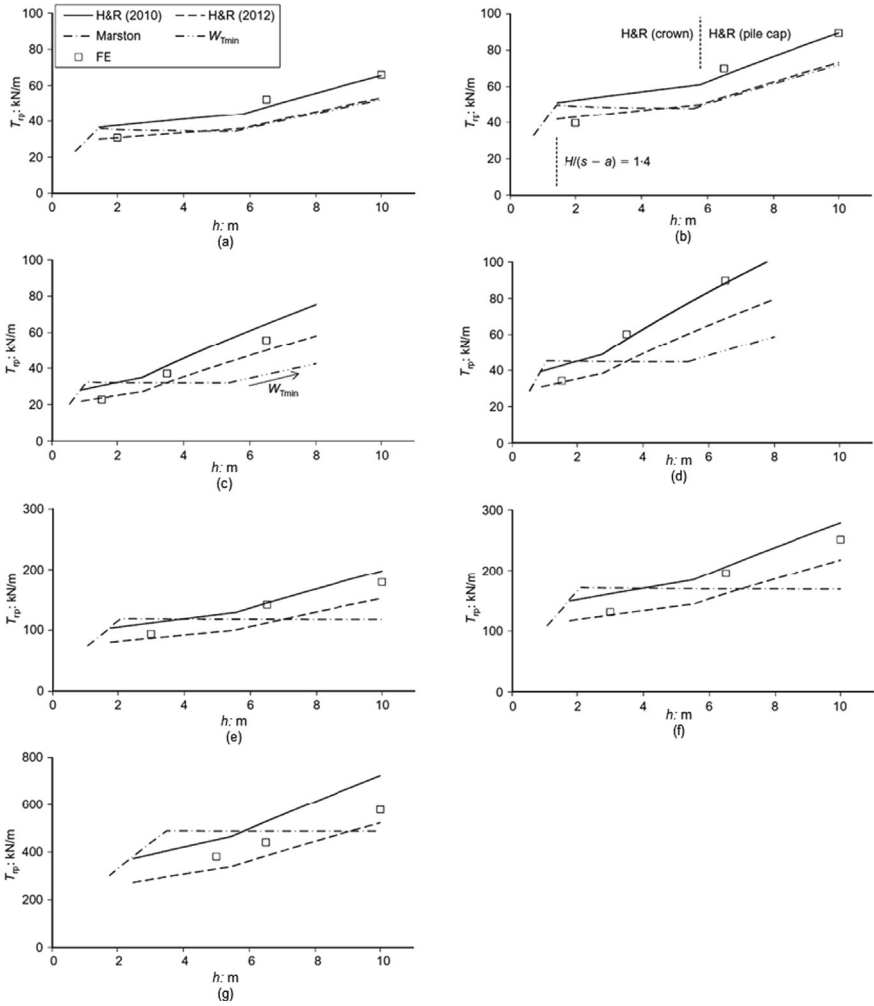 H&R (2010)
H&R (2012)
Marston
W_Tmin
FE
100
80
60
40
20
0
T_rp: kN/m
0 2 4 6 8 10
h: m
(a)
100
80
60
40
20
0
T_rp: kN/m
H&R (crown)
H&R (pile cap)
H/(s – a) = 1·4
0 2 4 6 8 10
h: m
(b)
100
80
60
40
20
0
T_rp: kN/m
W_Tmin
0 2 4 6 8 10
h: m
(c)
100
80
60
40
20
0
T_rp: kN/m
0 2 4 6 8 10
h: m
(d)
300
200
100
0
T_rp: kN/m
0 2 4 6 8 10
h: m
(e)
300
200
100
0
T_rp: kN/m
0 2 4 6 8 10
h: m
(f)
800
600
400
200
0
T_rp: kN/m
0 2 4 6 8 10
h: m
(g)